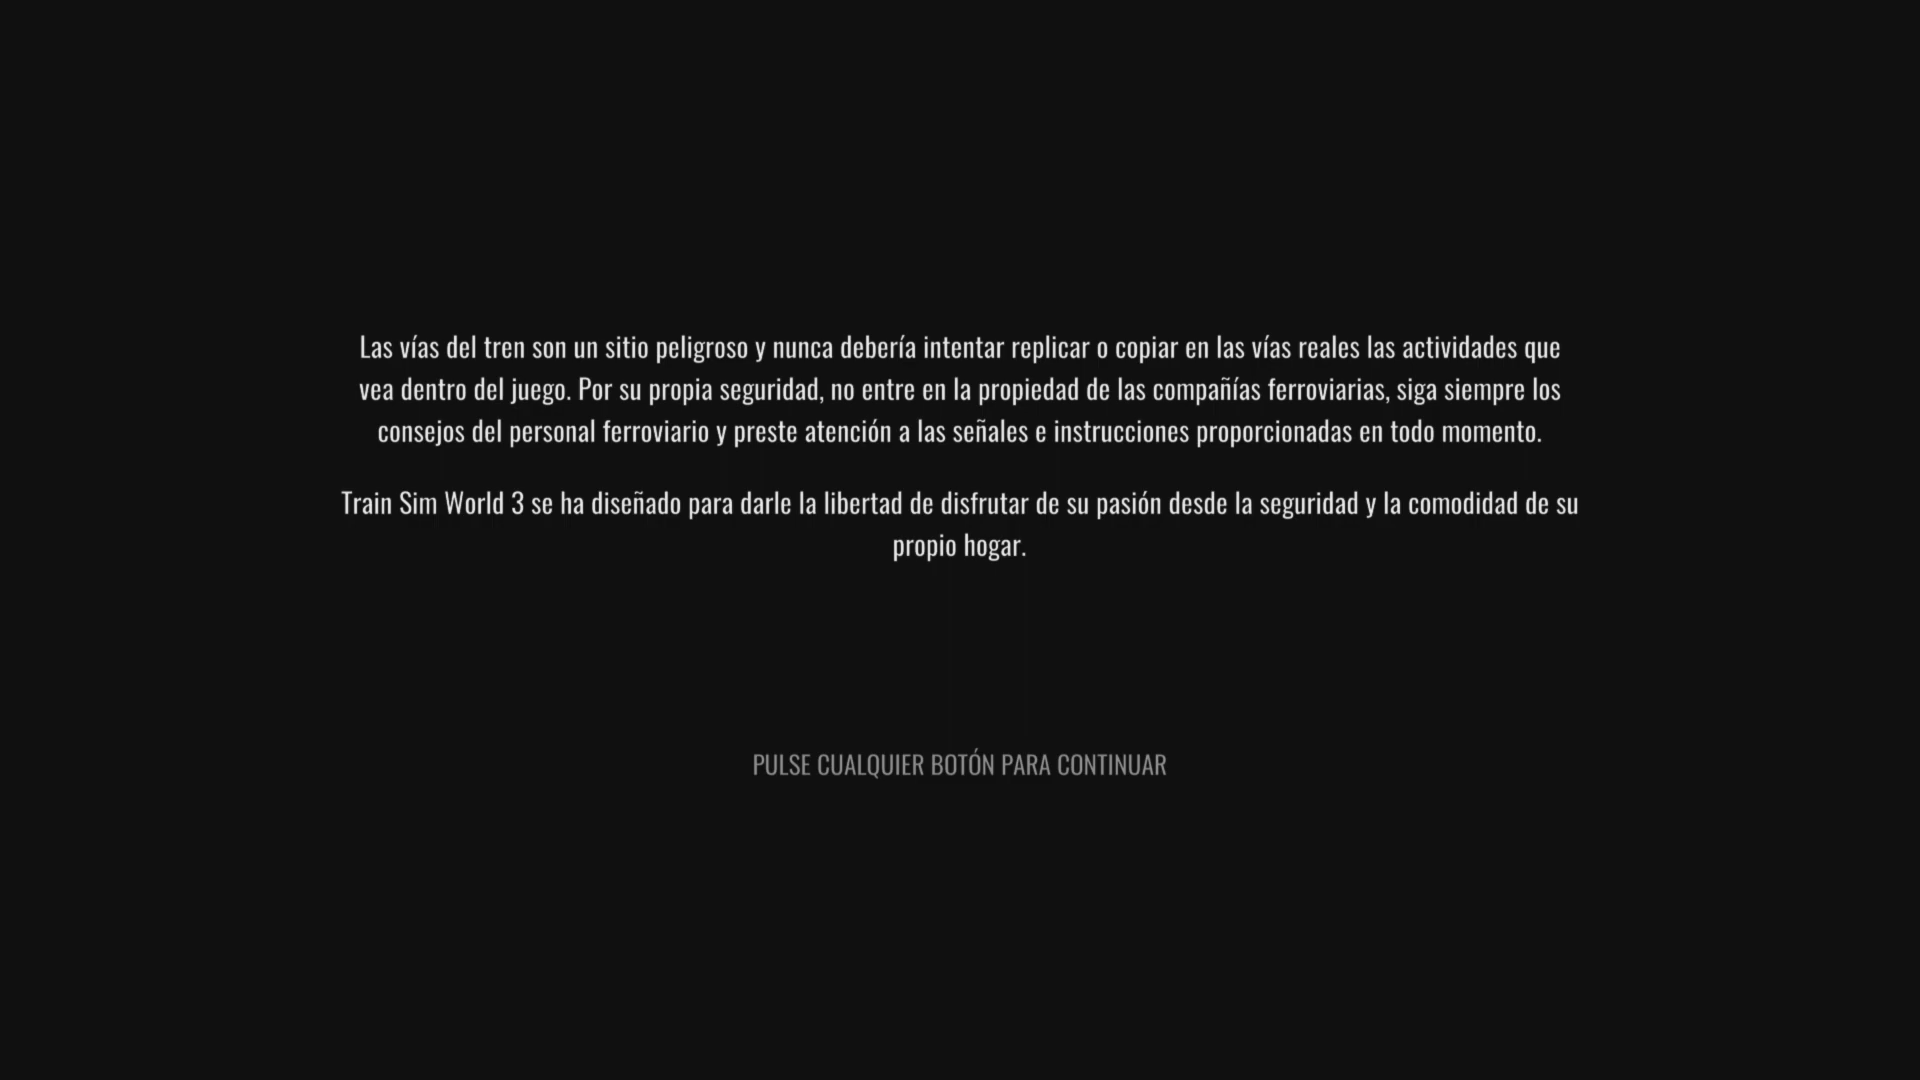 Las vías del tren son un sitio peligroso y nunca debería intentar replicar o copiar en las vías reales las actividades que
vea dentro del juego. Por su propia seguridad, no entre en la propiedad de las compañías ferroviarias, siga siempre los
consejos del personal ferroviario y preste atención a las señales e instrucciones proporcionadas en todo momento.
Train Sim World 3 se ha diseñado para darle la libertad de disfrutar de su pasión desde la seguridad y la comodidad de su
propio hogar.
PULSE CUALQUIER BOTÓN PARA CONTINUAR